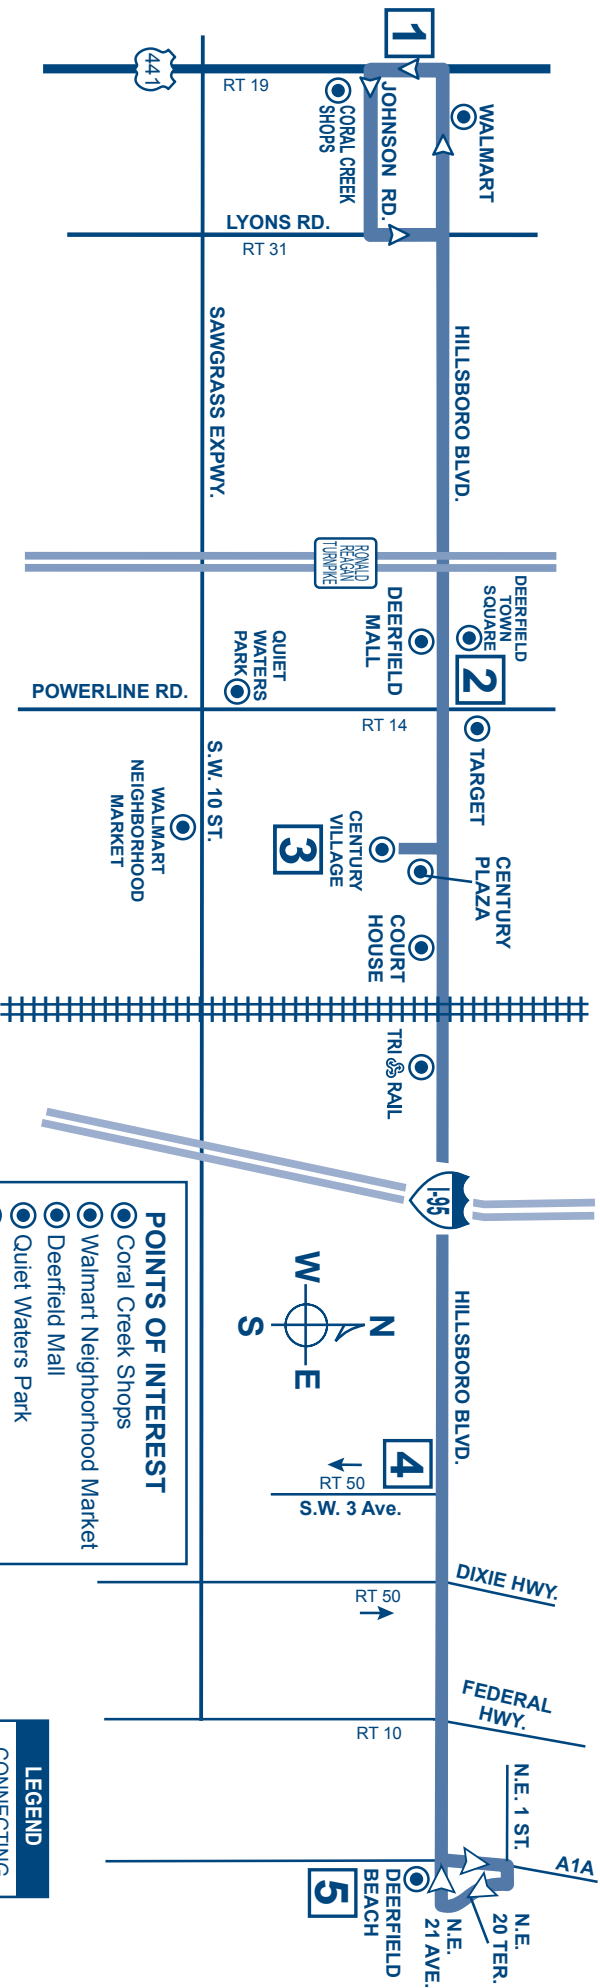 1
441
RT 19
WALMART
JOHNSON RD.
CORAL CREEK
SHOPS
LYONS RD.
RT 31
HILLSBORO BLVD.
SAWGRASS EXPWY.
RONALD
REAGAN
TURNPIKE
DEERFIELD
TOWN
SQUARE
2
DEERFIELD
MALL
QUIET
WATERS
PARK
POWERLINE RD.
RT 14
TARGET
S.W. 10 ST.
WALMART
NEIGHBORHOOD
MARKET
CENTURY
VILLAGE
3
CENTURY
PLAZA
COURT
HOUSE
TRI RAIL
I-95
HILLSBORO BLVD.
N
W
E
S
4
RT 50
S.W. 3 Ave.
DIXIE HWY.
RT 50
FEDERAL
HWY.
RT 10
N.E. 1 ST.
A1A
N.E.
20 TER.
N.E.
21 AVE.
DEERFIELD
BEACH
5
POINTS OF INTEREST
Coral Creek Shops
Walmart Neighborhood Market
Deerfield Mall
Quiet Waters Park
LEGEND
CONNECTING